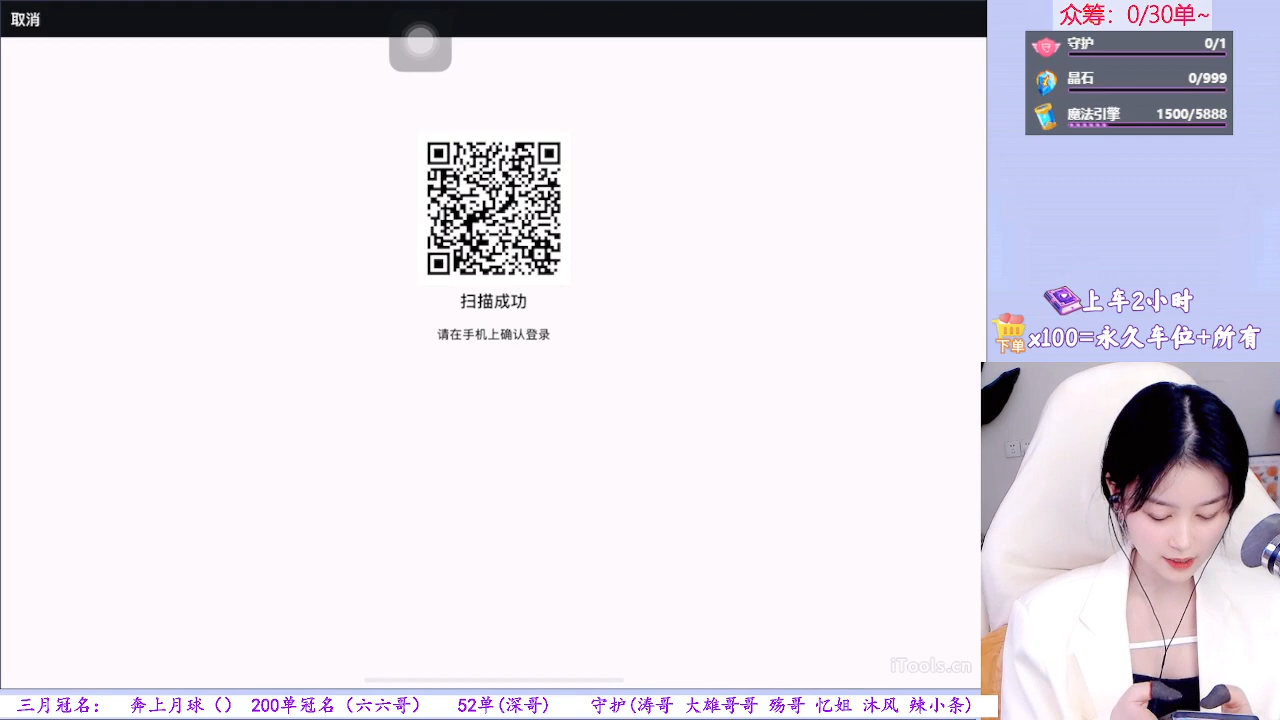 取消
众筹：0/30单~
守护 0/1
晶石 0/999
魔法引擎 1500/5888
扫描成功
请在手机上确认登录
上车2小时
下单x100=永久车位+所有
iTools.cn
三月冠名： 奔上月球（） 200单冠名（六六哥） 52单(深哥) 守护(涛哥 大雄哥哥 殇哥 忆姐 沐风 辣小条)